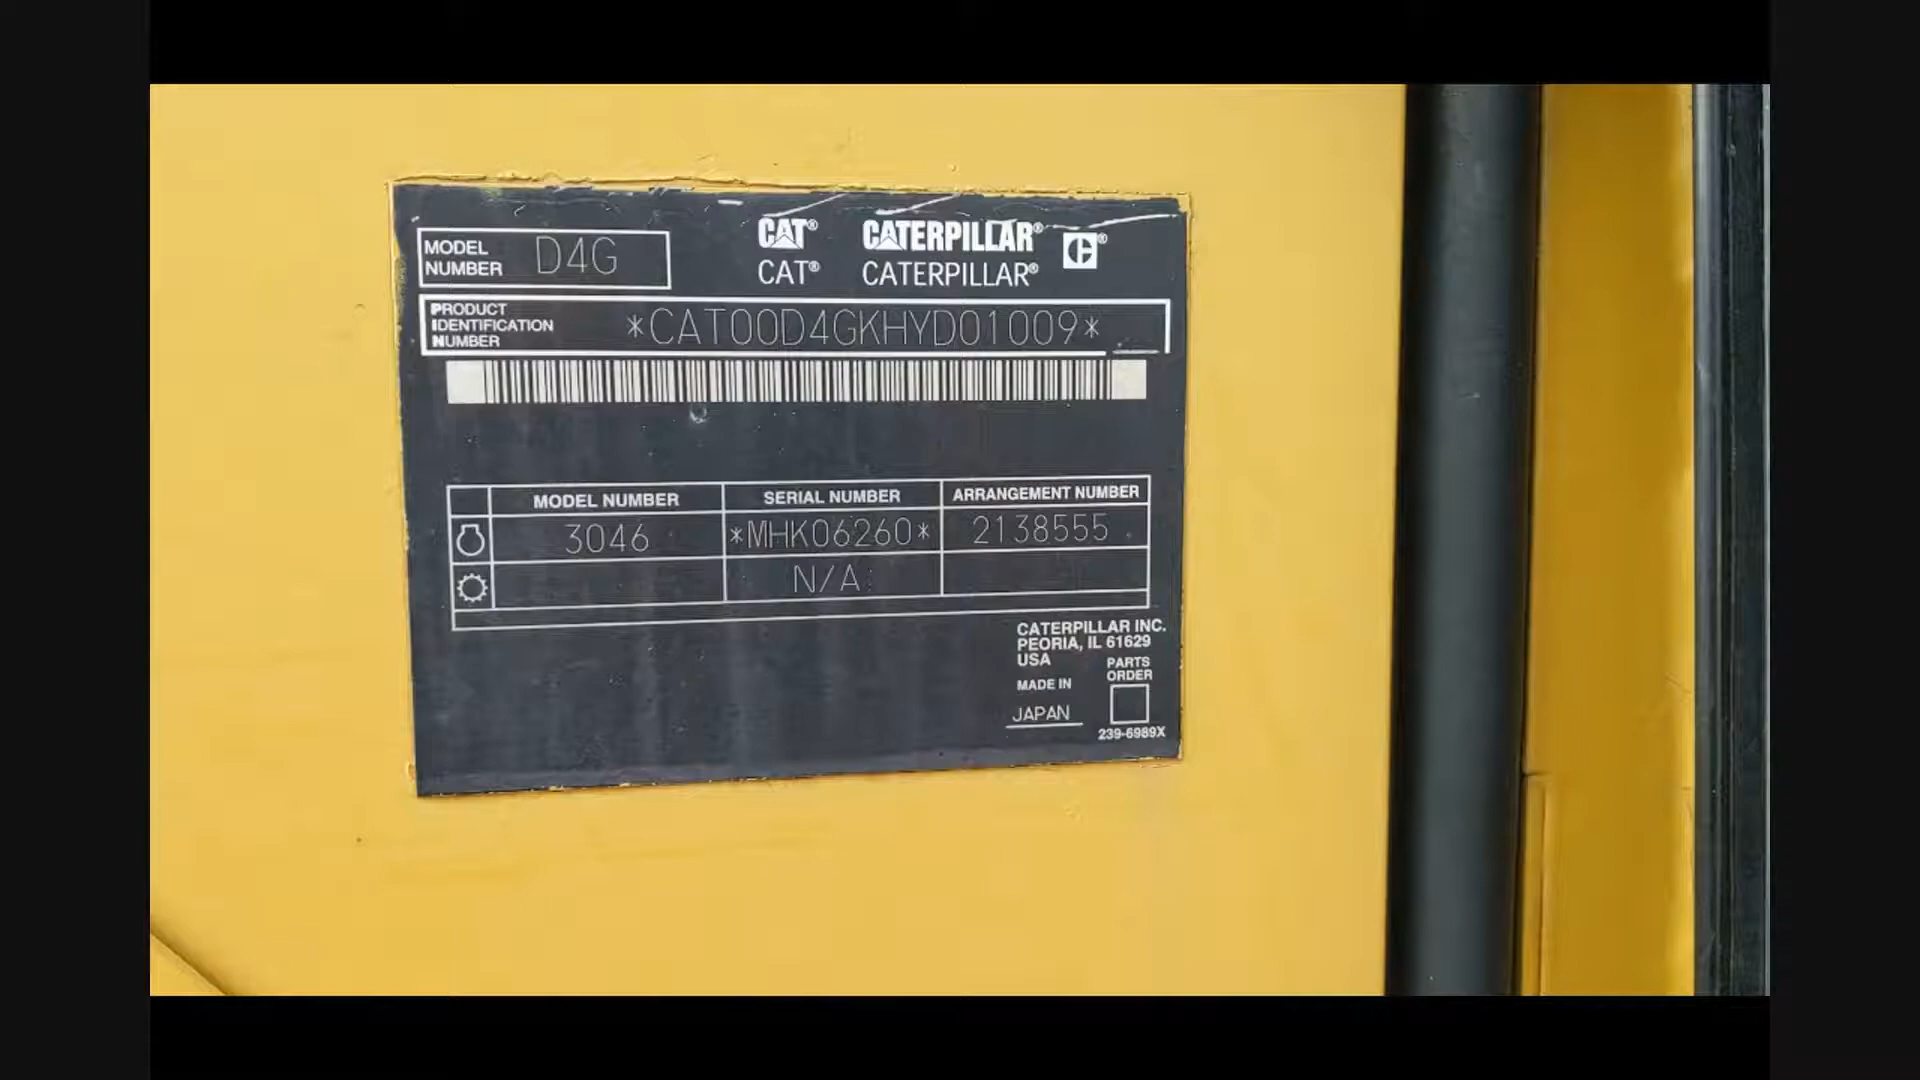 MODEL NUMBER D4G
CAT® CATERPILLAR® ®
CAT® CATERPILLAR®
PRODUCT IDENTIFICATION NUMBER *CAT00D4GKHYD01009*
MODEL NUMBER SERIAL NUMBER ARRANGEMENT NUMBER
3046 *MHK06260* 2138555
N/A
CATERPILLAR INC.
PEORIA, IL 61629
USA
PARTS ORDER
MADE IN
JAPAN
239-6989X